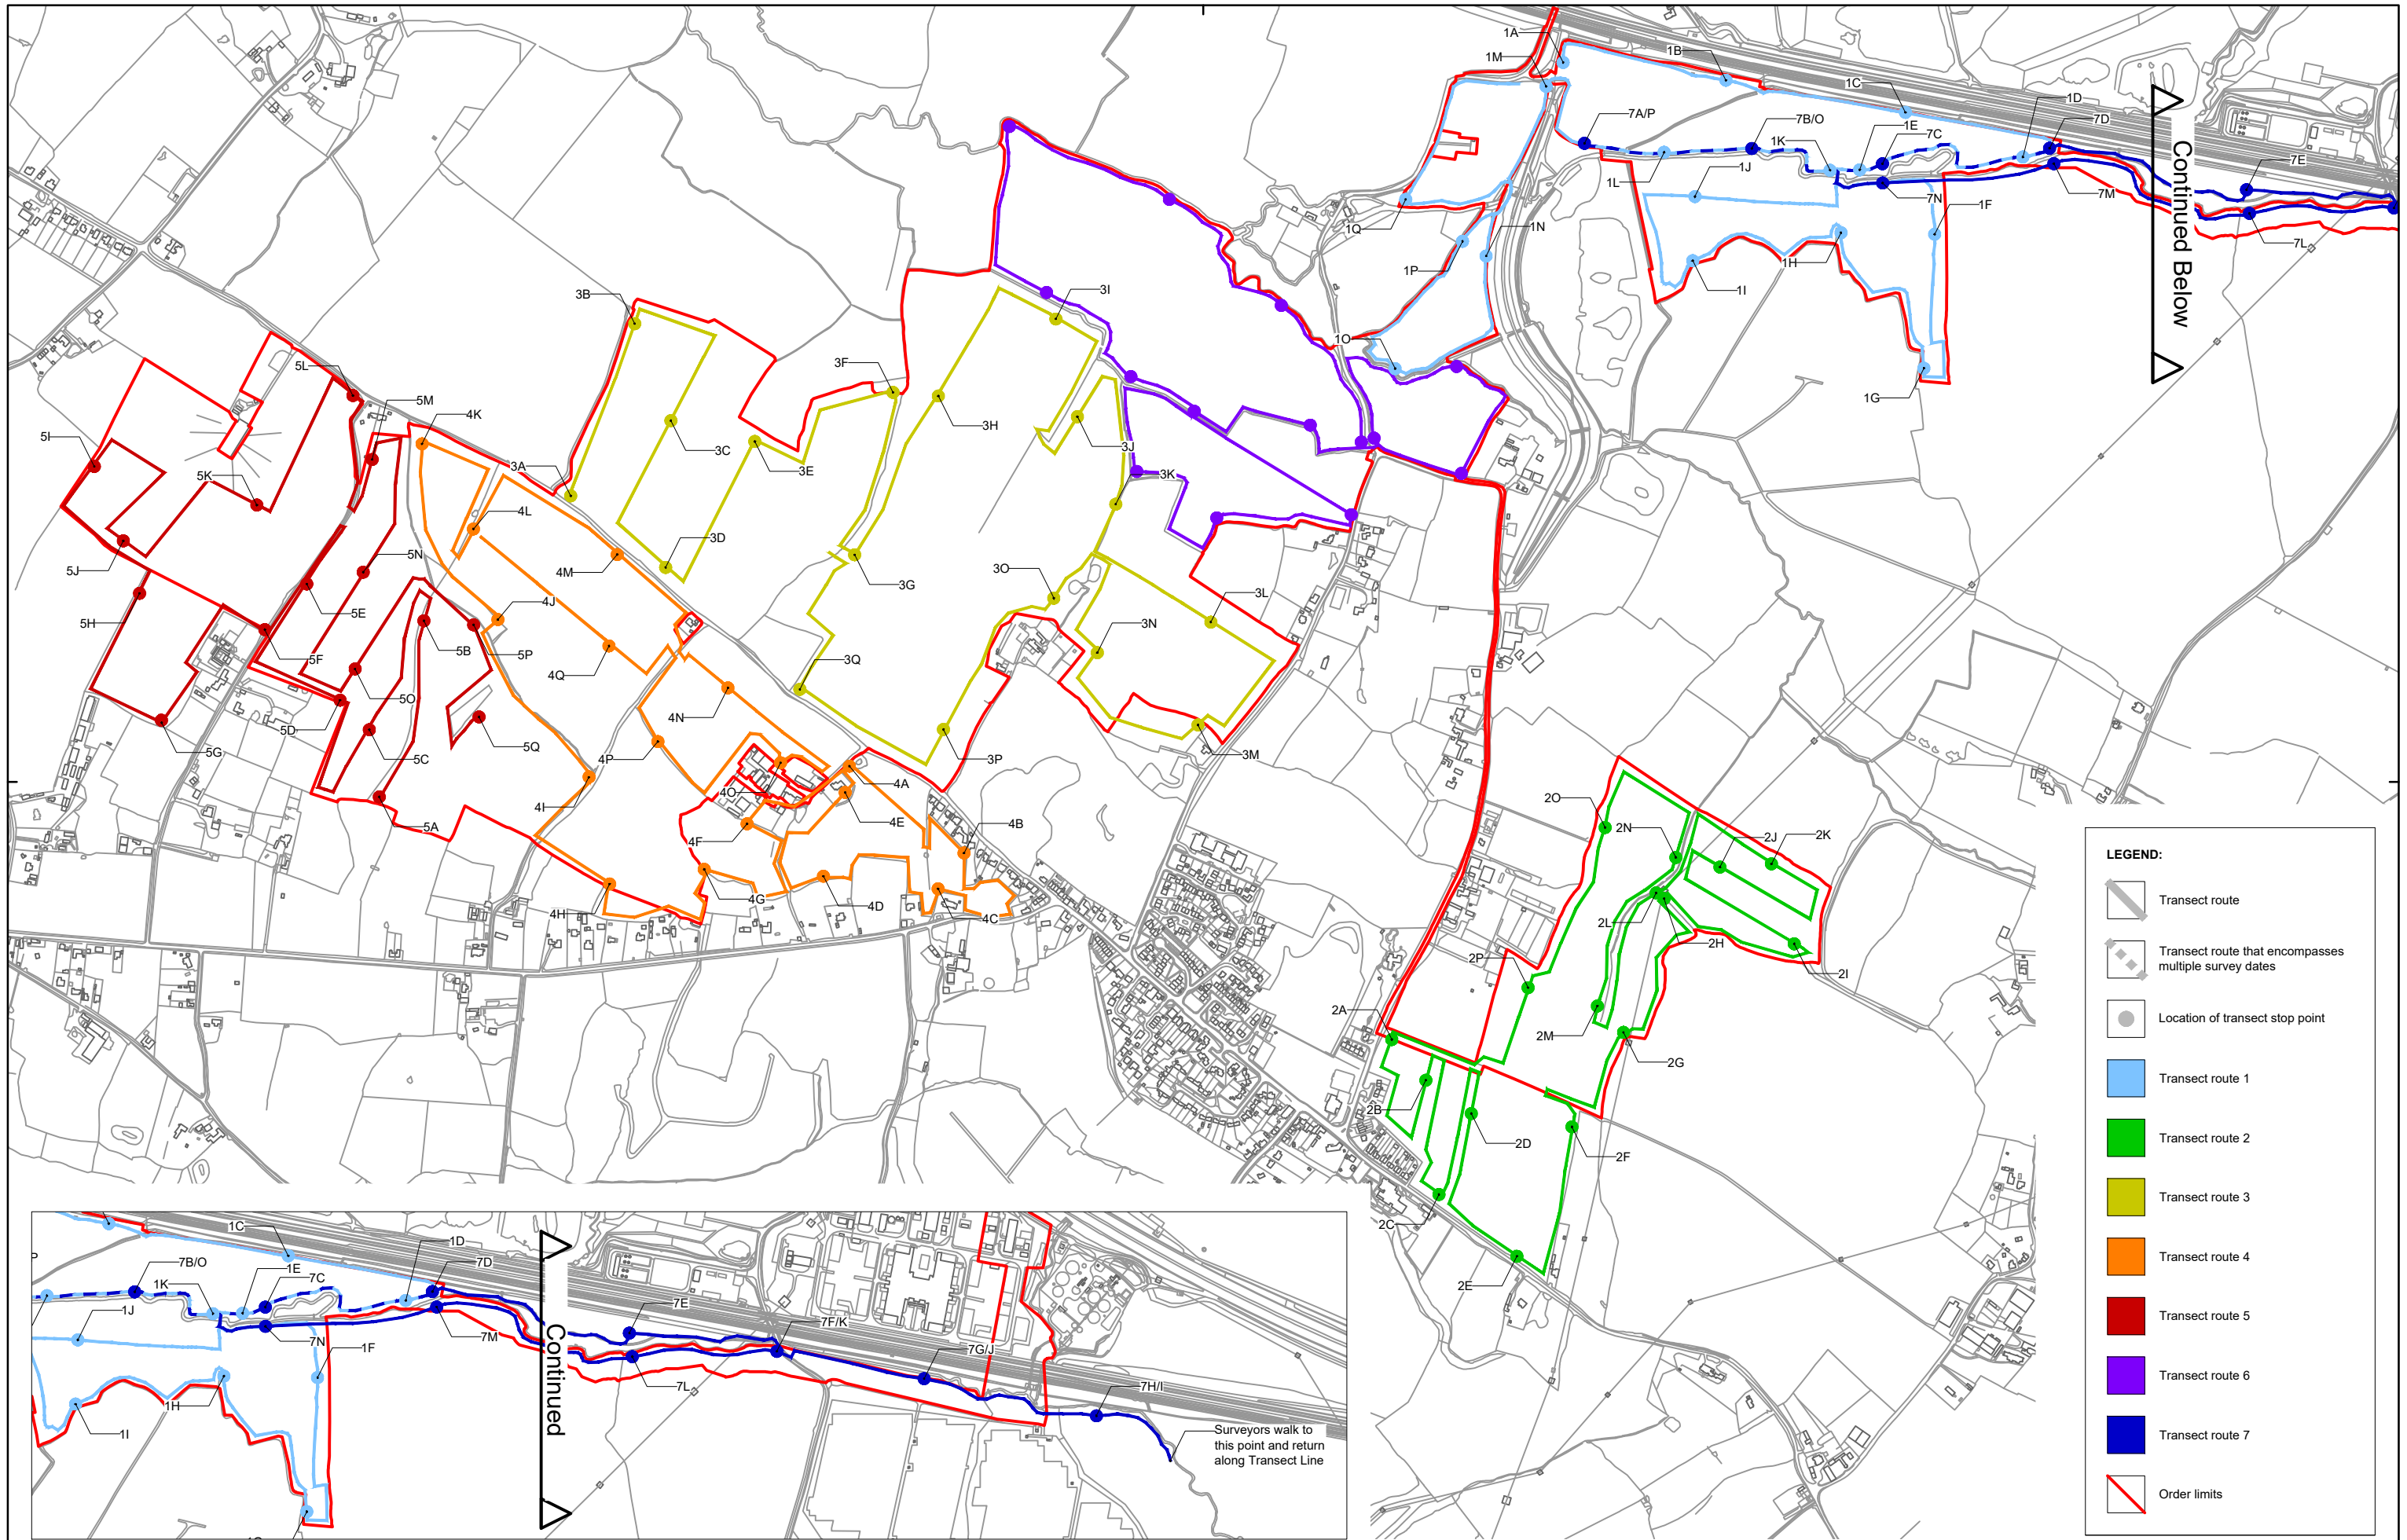 1A
1M
1B
1C
1D
7A/P
7B/O
1K
1E
7C
7D
7E
1L
1J
7N
1F
7M
7L
1Q
1N
1P
1H
1I
1O
1G
Continued Below
3B
3I
3F
3H
3C
3E
3J
3A
3K
3D
3G
3O
3L
3N
3Q
3P
3M
5L
5M
4K
5I
5K
4L
5J
5N
4M
5H
5E
4J
5F
5B
5P
4Q
5D
5O
4N
5G
5C
5Q
4P
4O
4A
4I
4E
5A
4F
4B
4H
4G
4D
4C
2O
2N
2J
2K
2L
2H
2P
2I
2A
2M
2G
2B
2D
2F
2C
2E
LEGEND:
Transect route
Transect route that encompasses
multiple survey dates
Location of transect stop point
Transect route 1
Transect route 2
Transect route 3
Transect route 4
Transect route 5
Transect route 6
Transect route 7
Order limits
1C
1D
7B/O
1K
1E
7C
7D
7E
1J
7N
7M
7F/K
1F
7G/J
7L
7H/I
1H
1I
Continued
Surveyors walk to
this point and return
along Transect Line